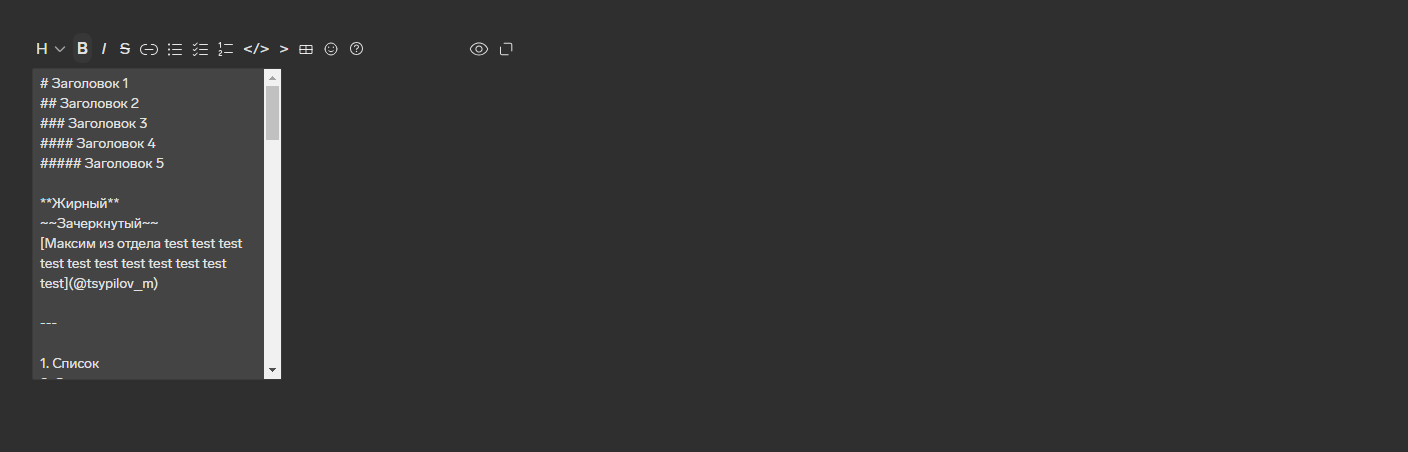 H B I S </> >
# Заголовок 1
## Заголовок 2
### Заголовок 3
#### Заголовок 4
##### Заголовок 5
**Жирный**
~~Зачеркнутый~~
[Максим из отдела test test test
test test test test test test test
test](@tsypilov_m)
---
1. Список